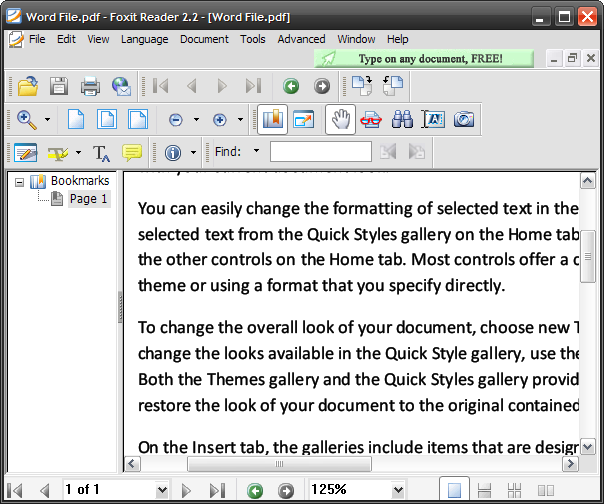 Word File.pdf - Foxit Reader 2.2 - [Word File.pdf]
File Edit View Language Document Tools Advanced Window Help
Type on any document, FREE!
Find:
Bookmarks
Page 1
You can easily change the formatting of selected text in the
selected text from the Quick Styles gallery on the Home tab
the other controls on the Home tab. Most controls offer a
theme or using a format that you specify directly.
To change the overall look of your document, choose new
change the looks available in the Quick Style gallery, use the
Both the Themes gallery and the Quick Styles gallery provid
restore the look of your document to the original contained
On the Insert tab, the galleries include items that are design
1 of 1
125%